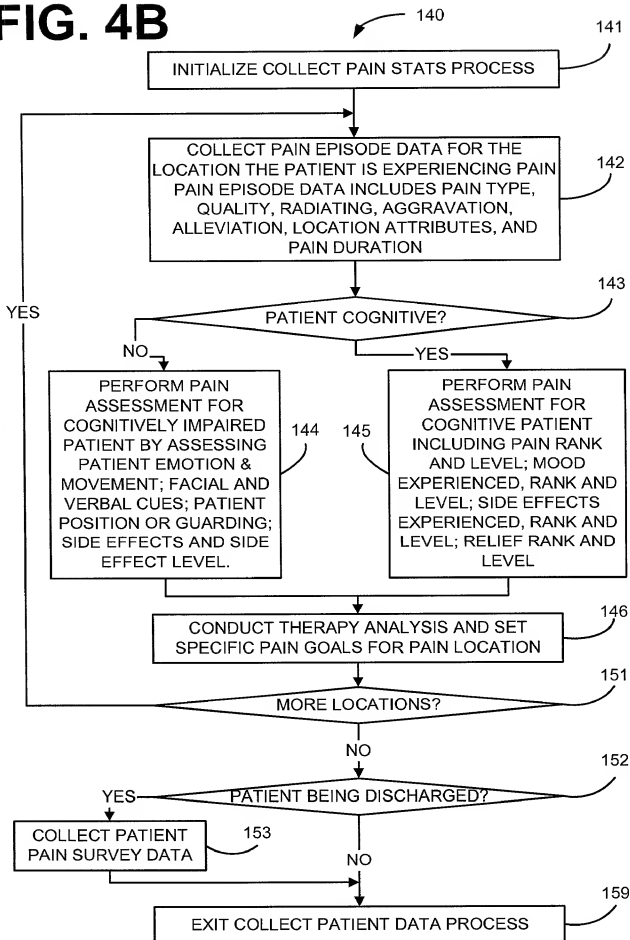 FIG. 4B
140
141
INITIALIZE COLLECT PAIN STATS PROCESS
COLLECT PAIN EPISODE DATA FOR THE
LOCATION THE PATIENT IS EXPERIENCING PAIN
PAIN EPISODE DATA INCLUDES PAIN TYPE,
QUALITY, RADIATING, AGGRAVATION,
ALLEVIATION, LOCATION ATTRIBUTES, AND
PAIN DURATION
142
YES
143
PATIENT COGNITIVE?
NO
YES
PERFORM PAIN
ASSESSMENT FOR
COGNITIVELY IMPAIRED
PATIENT BY ASSESSING
PATIENT EMOTION &
MOVEMENT; FACIAL AND
VERBAL CUES; PATIENT
POSITION OR GUARDING;
SIDE EFFECTS AND SIDE
EFFECT LEVEL.
144
145
PERFORM PAIN
ASSESSMENT FOR
COGNITIVE PATIENT
INCLUDING PAIN RANK
AND LEVEL; MOOD
EXPERIENCED, RANK AND
LEVEL; SIDE EFFECTS
EXPERIENCED, RANK AND
LEVEL; RELIEF RANK AND
LEVEL
146
CONDUCT THERAPY ANALYSIS AND SET
SPECIFIC PAIN GOALS FOR PAIN LOCATION
151
MORE LOCATIONS?
NO
152
YES
PATIENT BEING DISCHARGED?
COLLECT PATIENT
PAIN SURVEY DATA
153
NO
159
EXIT COLLECT PATIENT DATA PROCESS